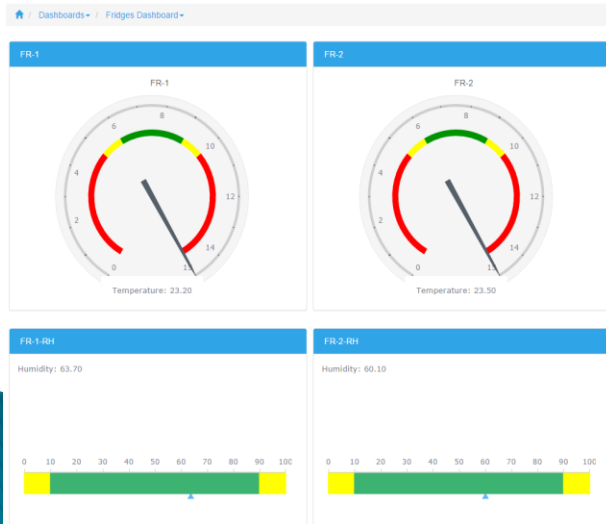 / Dashboards / Fridges Dashboard
FR-1
FR-1
0 2 4 6 8 10 12 14 15
Temperature: 23.20
FR-2
FR-2
0 2 4 6 8 10 12 14 15
Temperature: 23.50
FR-1-RH
Humidity: 63.70
0 10 20 30 40 50 60 70 80 90 100
FR-2-RH
Humidity: 60.10
0 10 20 30 40 50 60 70 80 90 100